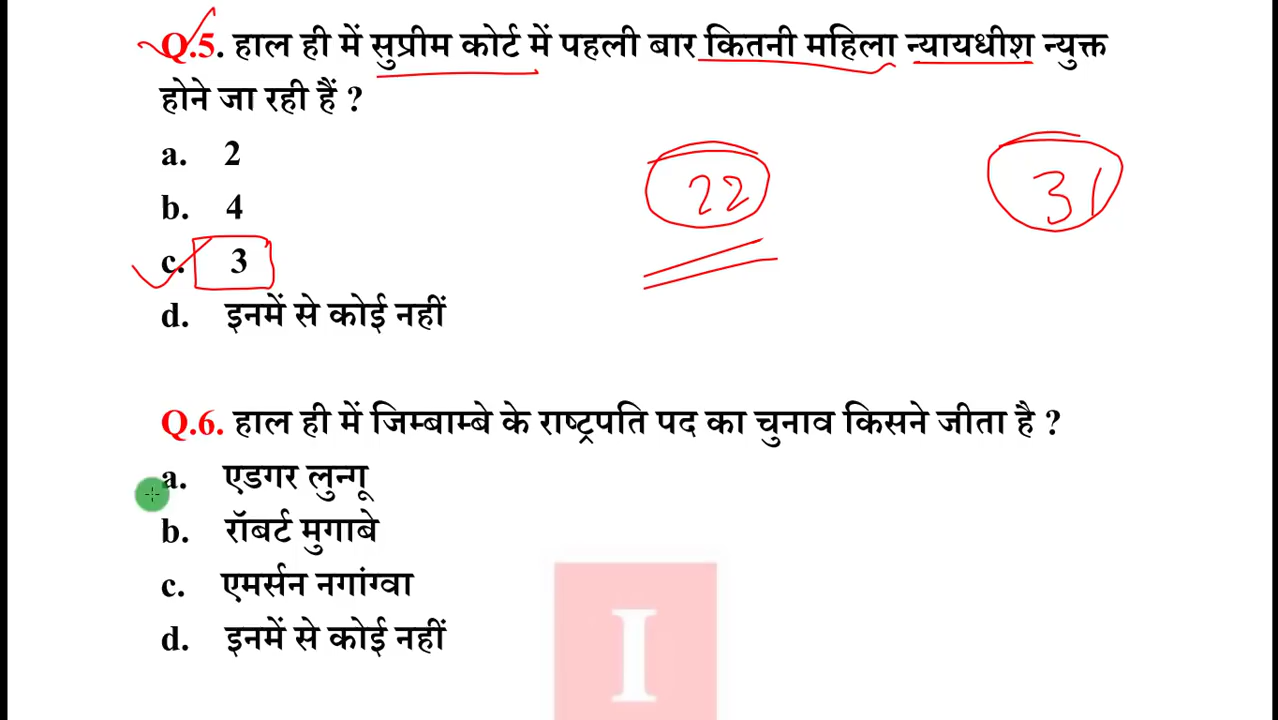 Q.5. हाल ही में सुप्रीम कोर्ट में पहली बार कितनी महिला न्यायधीश न्युक्त
होने जा रही हैं ?
a. 2
b. 4
c. 3
22
31
d. इनमें से कोई नहीं
Q.6. हाल ही में जिम्बाम्बे के राष्ट्रपति पद का चुनाव किसने जीता है ?
a. एडगर लुन्गू
b. रॉबर्ट मुगाबे
c. एमर्सन नगांग्वा
d. इनमें से कोई नहीं
I